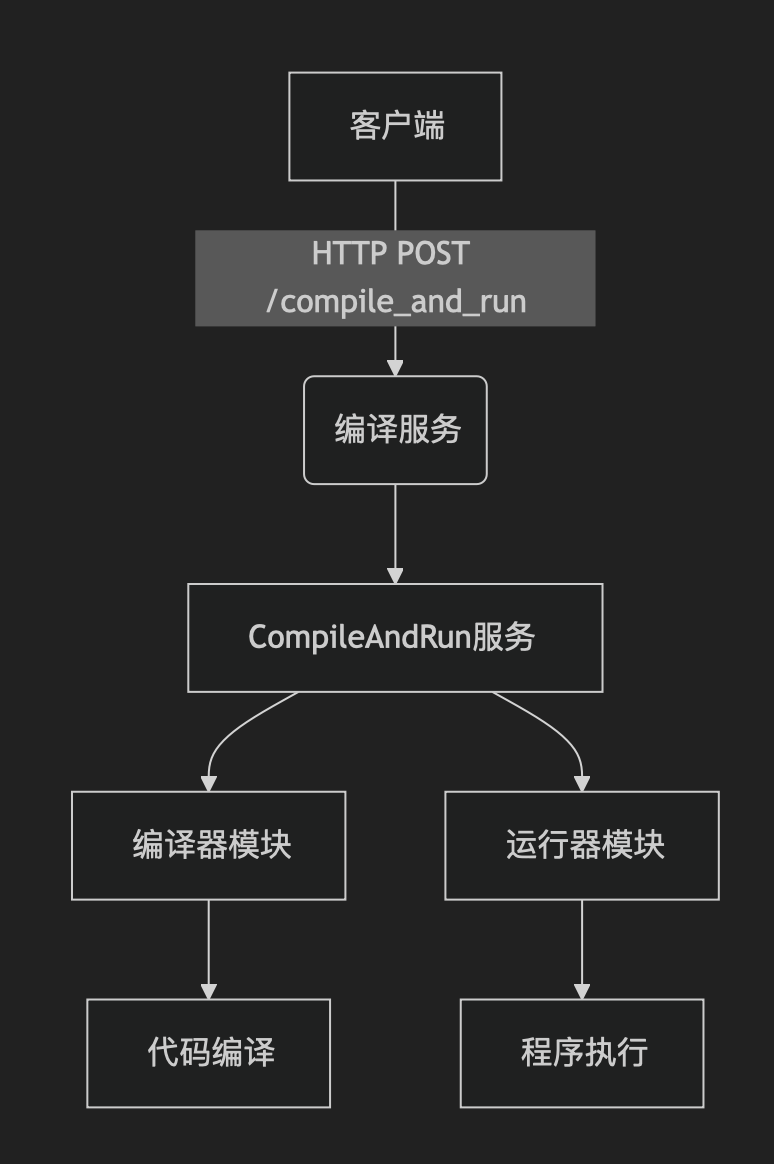 客户端
HTTP POST
/compile_and_run
编译服务
CompileAndRun服务
编译器模块
运行器模块
代码编译
程序执行